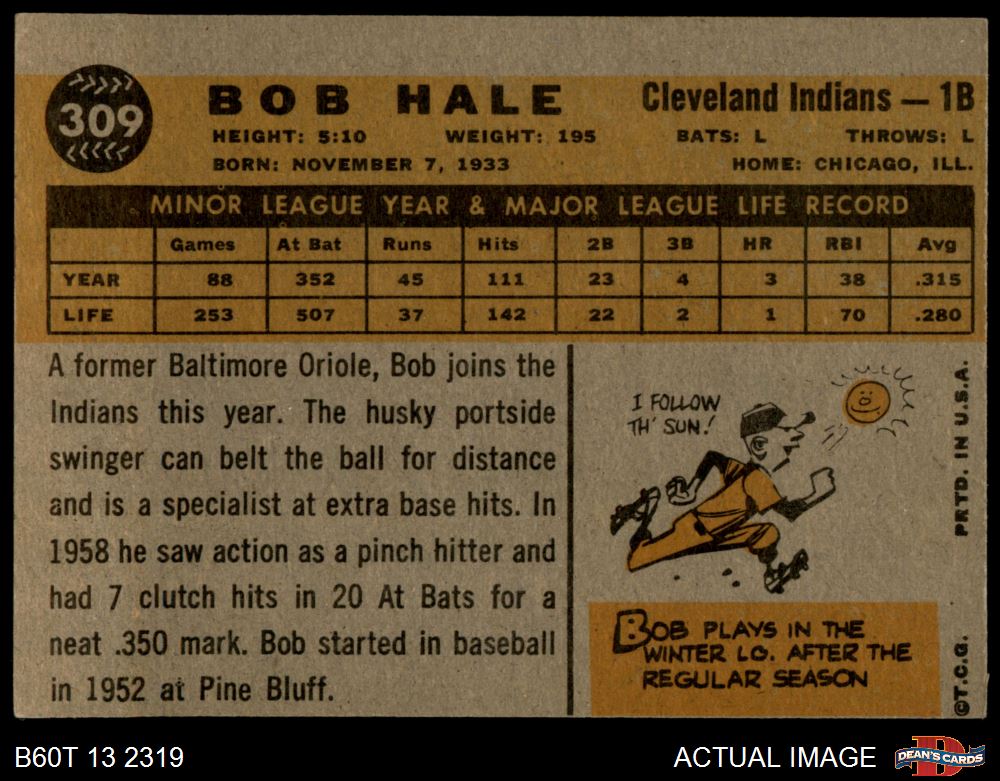 309
BOB HALE
Cleveland Indians — 1B
HEIGHT: 5:10 WEIGHT: 195 BATS: L THROWS: L
BORN: NOVEMBER 7, 1933 HOME: CHICAGO, ILL.
MINOR LEAGUE YEAR & MAJOR LEAGUE LIFE RECORD
Games At Bat Runs Hits 2B 3B HR RBI Avg
YEAR 88 352 45 111 23 4 3 38 .315
LIFE 253 507 37 142 22 2 1 70 .280
A former Baltimore Oriole, Bob joins the
Indians this year. The husky portside
swinger can belt the ball for distance
and is a specialist at extra base hits. In
1958 he saw action as a pinch hitter and
had 7 clutch hits in 20 At Bats for a
neat .350 mark. Bob started in baseball
in 1952 at Pine Bluff.
I FOLLOW
TH' SUN!
BOB PLAYS IN THE
WINTER LG. AFTER THE
REGULAR SEASON
©T.C.G. PRTD. IN U.S.A.
B60T 13 2319
ACTUAL IMAGE
D
DEAN'S CARDS